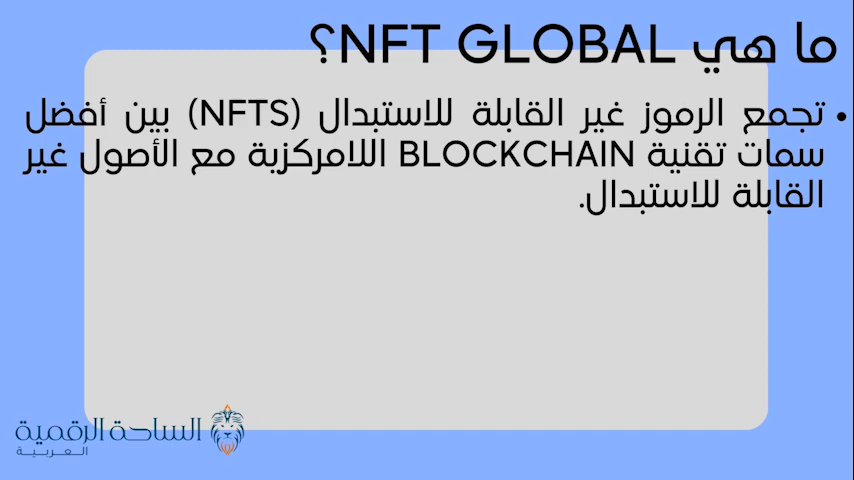 ما هي NFT GLOBAL؟
• تجمع الرموز غير القابلة للاستبدال (NFTS) بين أفضل
سمات تقنية BLOCKCHAIN اللامركزية مع الأصول غير
القابلة للاستبدال.
الساحة الرقمية
العربية